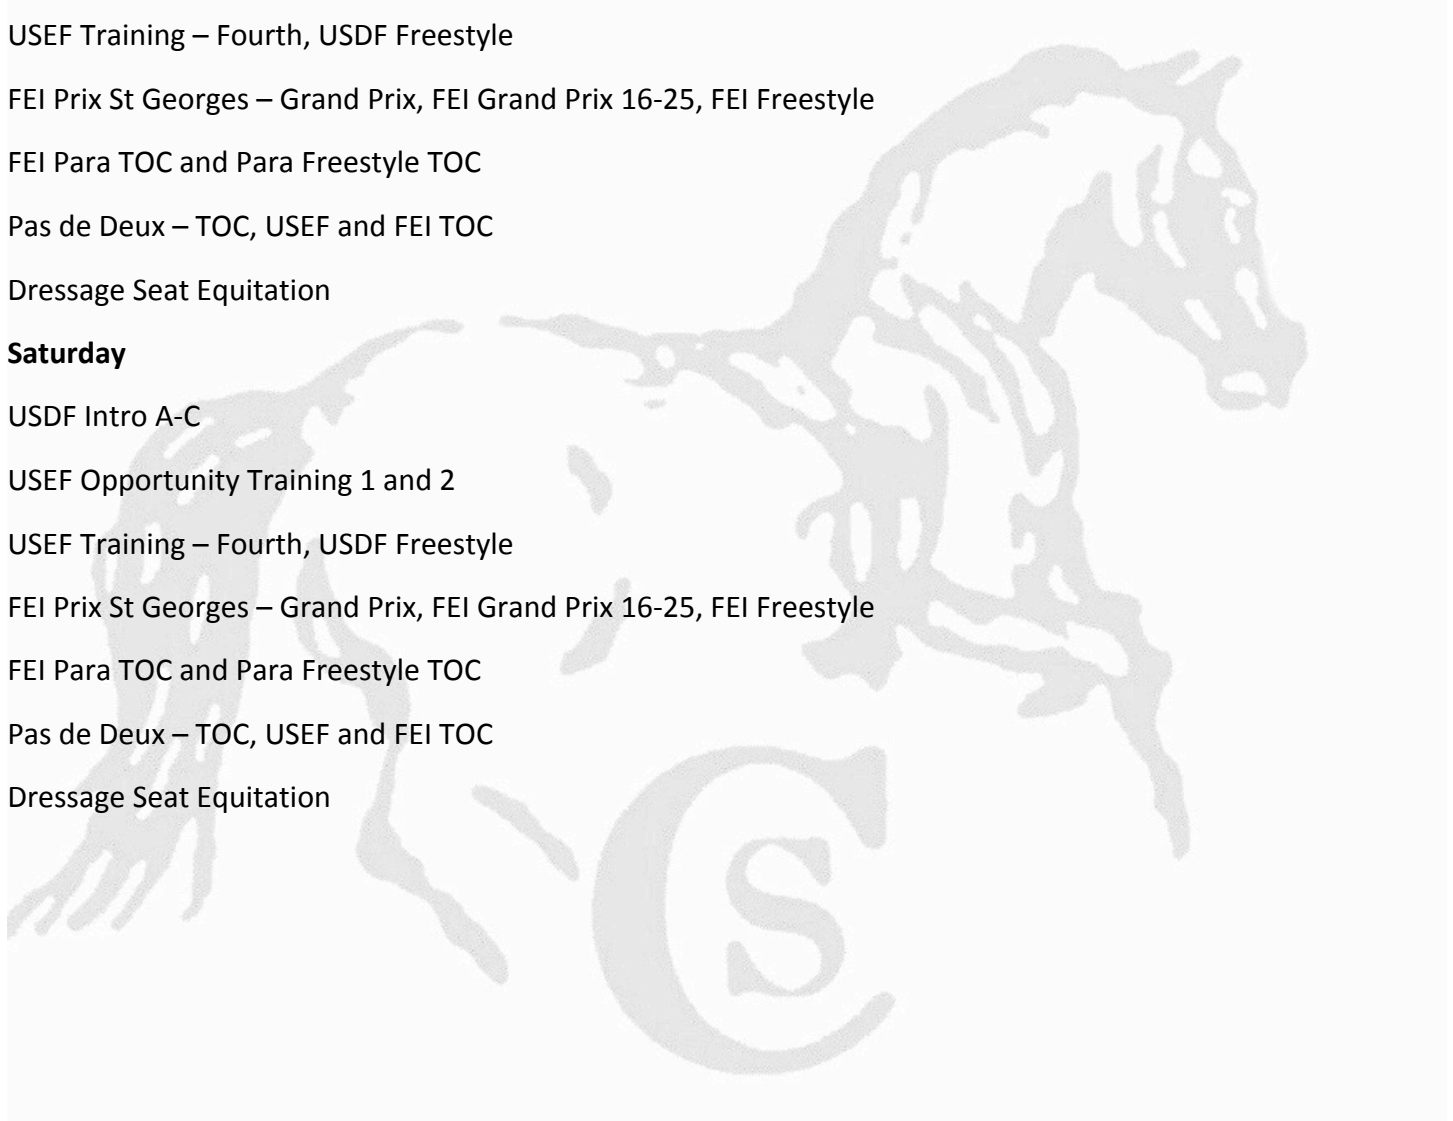 USEF Training – Fourth, USDF Freestyle
FEI Prix St Georges – Grand Prix, FEI Grand Prix 16-25, FEI Freestyle
FEI Para TOC and Para Freestyle TOC
Pas de Deux – TOC, USEF and FEI TOC
Dressage Seat Equitation
Saturday
USDF Intro A-C
USEF Opportunity Training 1 and 2
USEF Training – Fourth, USDF Freestyle
FEI Prix St Georges – Grand Prix, FEI Grand Prix 16-25, FEI Freestyle
FEI Para TOC and Para Freestyle TOC
Pas de Deux – TOC, USEF and FEI TOC
Dressage Seat Equitation
CS